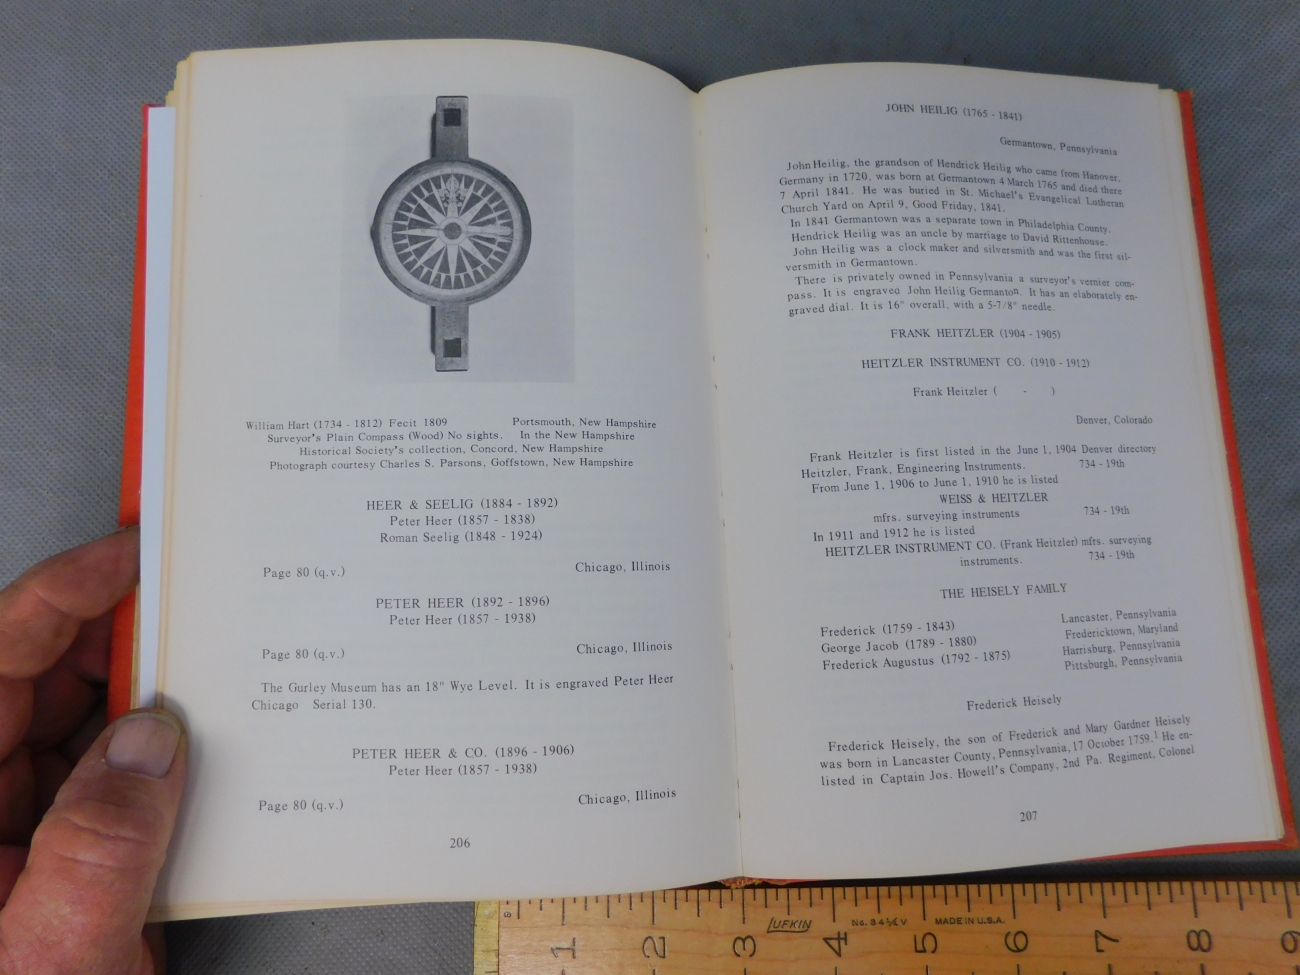 William Hart (1734 - 1812) Fecit 1809 Portsmouth, New Hampshire
Surveyor's Plain Compass (Wood) No sights. In the New Hampshire
Historical Society's collection, Concord, New Hampshire
Photograph courtesy Charles S. Parsons, Goffstown, New Hampshire
HEER & SEELIG (1884 - 1892)
Peter Heer (1857 - 1838)
Roman Seelig (1848 - 1924)
Page 80 (q.v.) Chicago, Illinois
PETER HEER (1892 - 1896)
Peter Heer (1857 - 1938)
Page 80 (q.v.) Chicago, Illinois
The Gurley Museum has an 18" Wye Level. It is engraved Peter Heer
Chicago Serial 130.
PETER HEER & CO. (1896 - 1906)
Peter Heer (1857 - 1938)
Page 80 (q.v.) Chicago, Illinois
206
JOHN HEILIG (1765 - 1841)
Germantown, Pennsylvania
John Heilig, the grandson of Hendrick Heilig who came from Hanover,
Germany in 1720, was born at Germantown 4 March 1765 and died there
7 April 1841. He was buried in St. Michael's Evangelical Lutheran
Church Yard on April 9, Good Friday, 1841.
In 1841 Germantown was a separate town in Philadelphia County.
Hendrick Heilig was an uncle by marriage to David Rittenhouse.
John Heilig was a clock maker and silversmith and was the first sil-
versmith in Germantown.
There is privately owned in Pennsylvania a surveyor's vernier com-
pass. It is engraved John Heilig Germanton. It has an elaborately en-
graved dial. It is 16" overall, with a 5-7/8" needle.
FRANK HEITZLER (1904 - 1905)
HEITZLER INSTRUMENT CO. (1910 - 1912)
Frank Heitzler ( - )
Denver, Colorado
Frank Heitzler is first listed in the June 1, 1904 Denver directory
Heitzler, Frank, Engineering Instruments. 734 - 19th
From June 1, 1906 to June 1, 1910 he is listed
WEISS & HEITZLER
mfrs. surveying instruments 734 - 19th
In 1911 and 1912 he is listed
HEITZLER INSTRUMENT CO. (Frank Heitzler) mfrs. surveying
instruments. 734 - 19th
THE HEISELY FAMILY
Frederick (1759 - 1843) Lancaster, Pennsylvania
George Jacob (1789 - 1880) Fredericktown, Maryland
Frederick Augustus (1792 - 1875) Harrisburg, Pennsylvania
Pittsburgh, Pennsylvania
Frederick Heisely
Frederick Heisely, the son of Frederick and Mary Gardner Heisely
was born in Lancaster County, Pennsylvania, 17 October 1759.1 He en-
listed in Captain Jos. Howell's Company, 2nd Pa. Regiment, Colonel
207
8 LUFKIN No. 34¼ V MADE IN U.S.A.
1 2 3 4 5 6 7 8 9